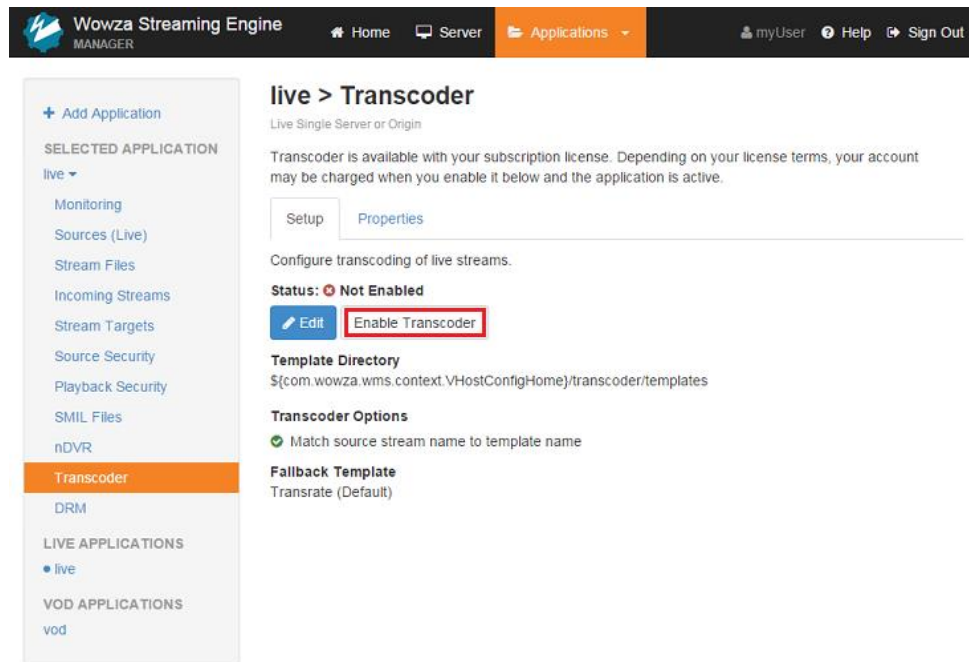 Wowza Streaming Engine
MANAGER
Home Server Applications myUser Help Sign Out
+ Add Application
SELECTED APPLICATION
live
Monitoring
Sources (Live)
Stream Files
Incoming Streams
Stream Targets
Source Security
Playback Security
SMIL Files
nDVR
Transcoder
DRM
LIVE APPLICATIONS
live
VOD APPLICATIONS
vod
live > Transcoder
Live Single Server or Origin
Transcoder is available with your subscription license. Depending on your license terms, your account
may be charged when you enable it below and the application is active.
Setup Properties
Configure transcoding of live streams.
Status: Not Enabled
Edit Enable Transcoder
Template Directory
${com.wowza.wms.context.VHostConfigHome}/transcoder/templates
Transcoder Options
Match source stream name to template name
Fallback Template
Transrate (Default)